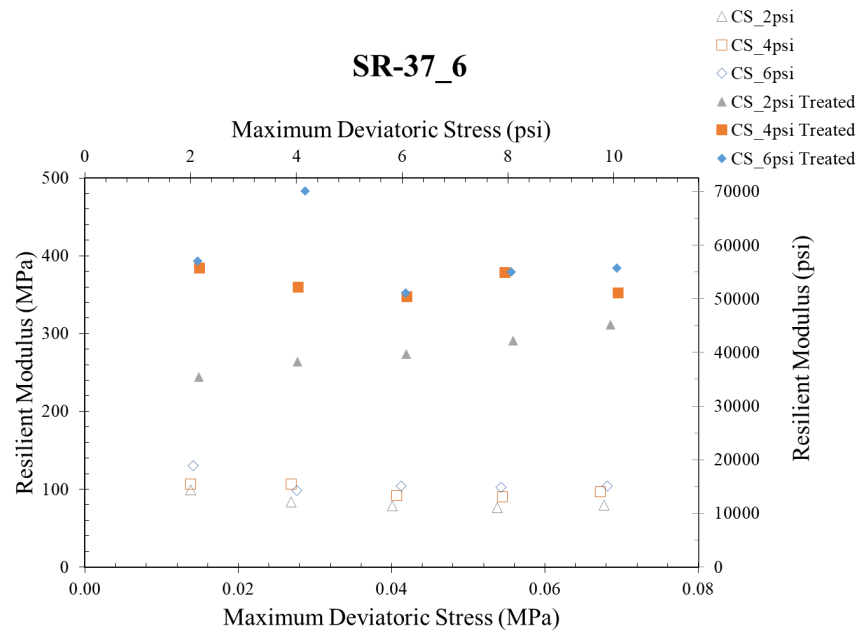 CS_2psi
CS_4psi
CS_6psi
CS_2psi Treated
CS_4psi Treated
CS_6psi Treated
SR-37_6
Maximum Deviatoric Stress (psi)
0 2 4 6 8 10
Resilient Modulus (MPa)
500
400
300
200
100
0
70000
60000
50000
40000
30000
20000
10000
0
Resilient Modulus (psi)
0.00 0.02 0.04 0.06 0.08
Maximum Deviatoric Stress (MPa)